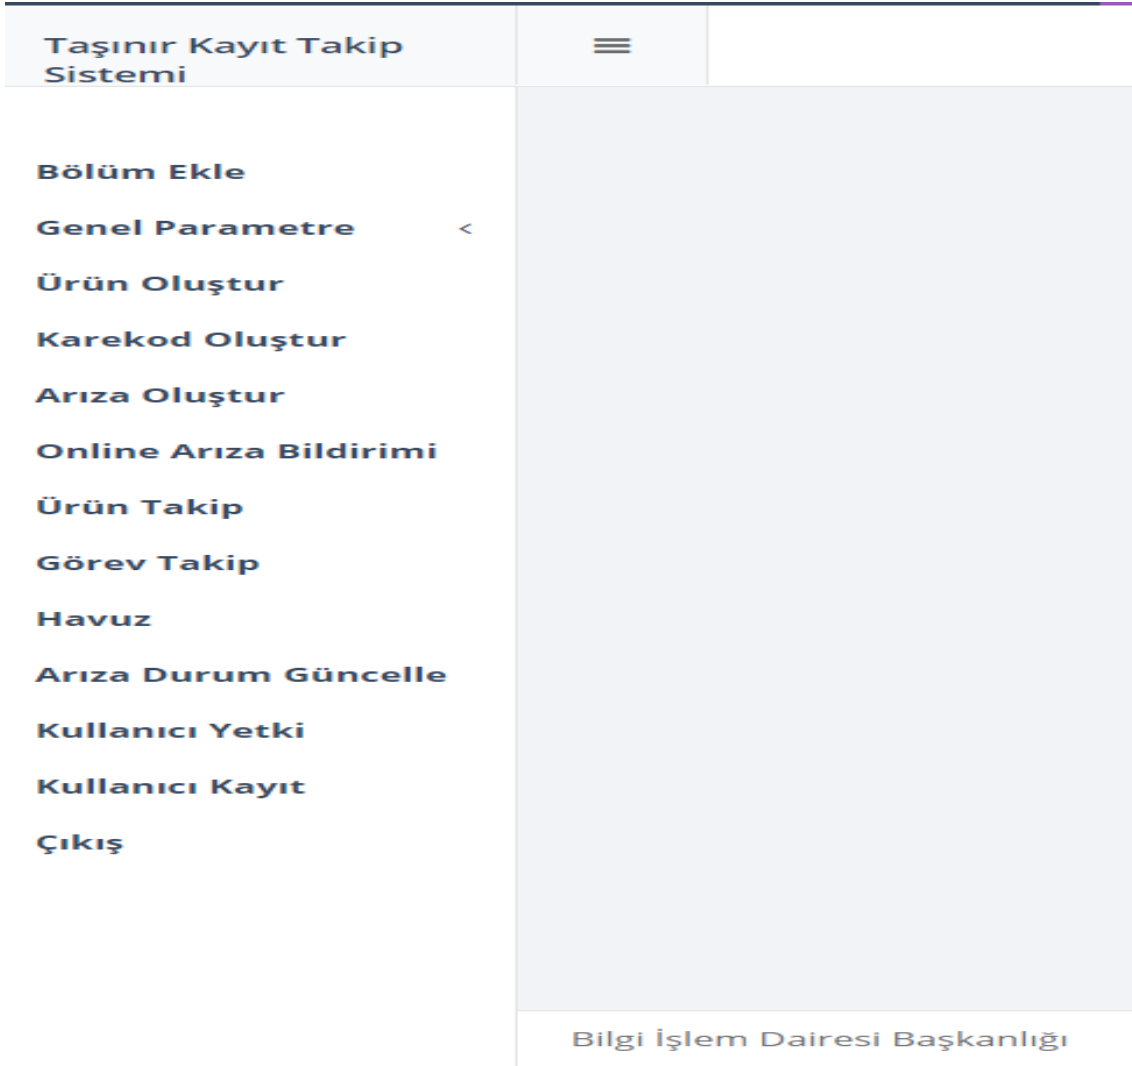 Taşınır Kayıt Takip
Sistemi
Bölüm Ekle
Genel Parametre <
Ürün Oluştur
Karekod Oluştur
Arıza Oluştur
Online Arıza Bildirimi
Ürün Takip
Görev Takip
Havuz
Arıza Durum Güncelle
Kullanıcı Yetki
Kullanıcı Kayıt
Çıkış
Bilgi İşlem Dairesi Başkanlığı